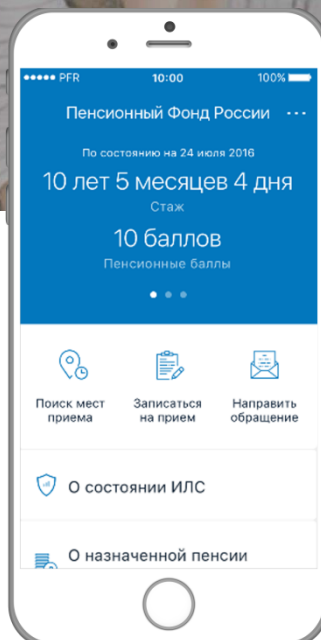 PFR 10:00 100%
Пенсионный Фонд России
По состоянию на 24 июля 2016
10 лет 5 месяцев 4 дня
Стаж
10 баллов
Пенсионные баллы
Поиск мест
приема
Записаться
на прием
Направить
обращение
О состоянии ИЛС
О назначенной пенсии